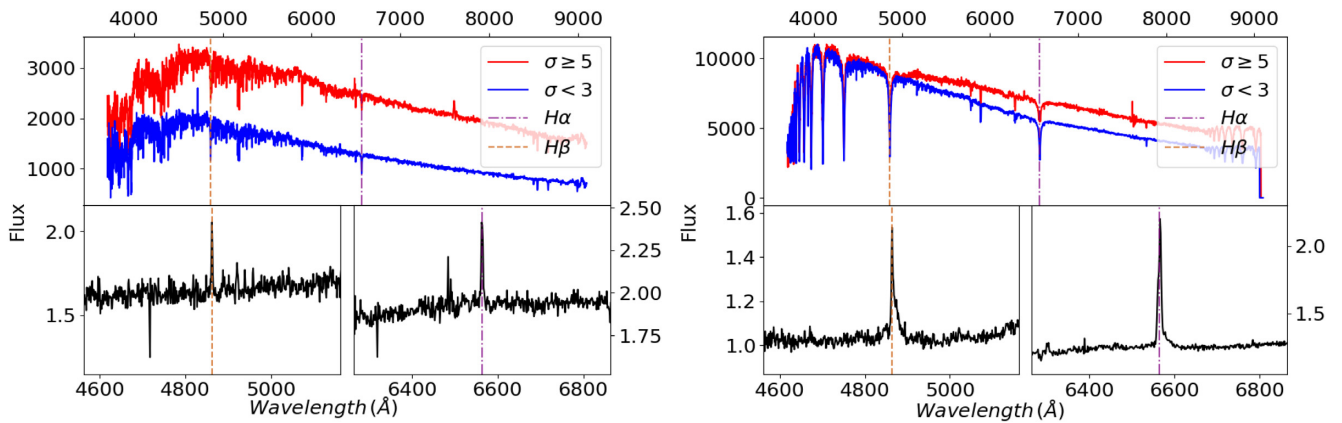 4000 5000 6000 7000 8000 9000
3000
2000
1000
σ ≥ 5
σ < 3
Hα
Hβ
Flux
2.0
1.5
2.50
2.25
2.00
1.75
4600 4800 5000 6400 6600 6800
Wavelength (Å)
4000 5000 6000 7000 8000 9000
10000
5000
0
σ ≥ 5
σ < 3
Hα
Hβ
Flux
1.6
1.4
1.2
1.0
2.0
1.5
4600 4800 5000 6400 6600 6800
Wavelength (Å)